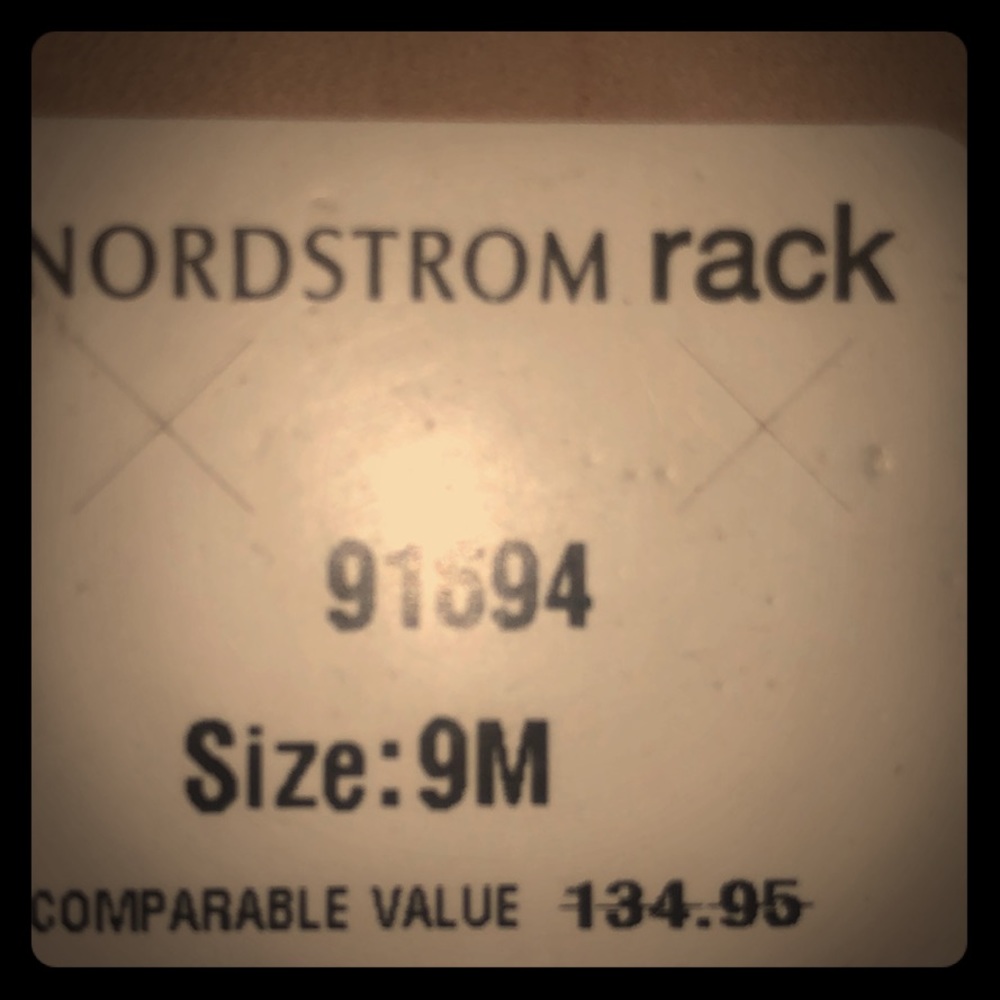 NORDSTROM rack
Size:9M
COMPARABLE VALUE 134.95